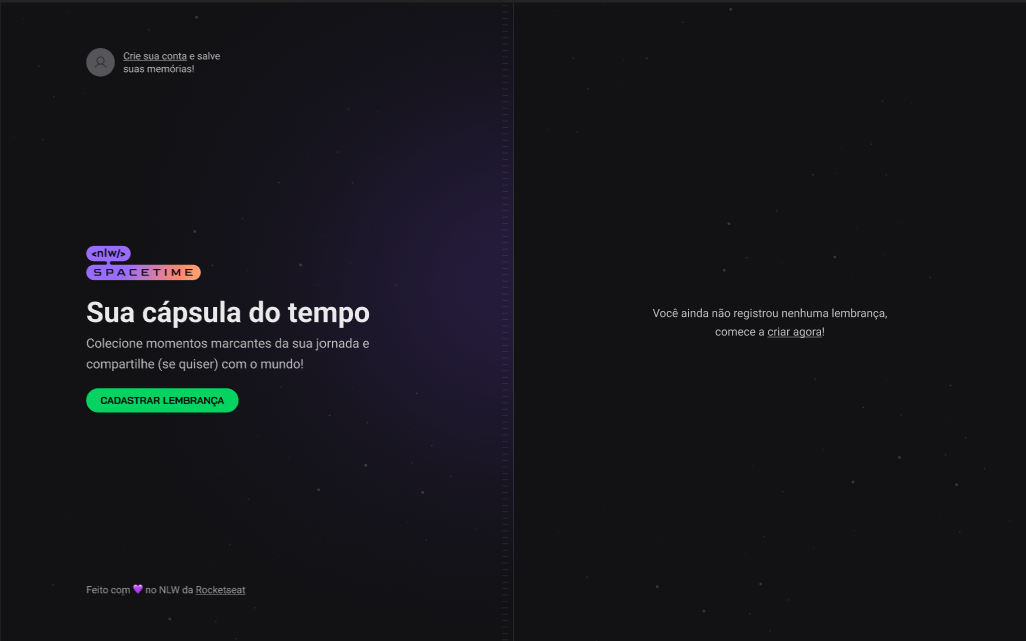 Crie sua conta e salve
suas memórias!
<nlw/>
SPACETIME
Sua cápsula do tempo
Colecione momentos marcantes da sua jornada e
compartilhe (se quiser) com o mundo!
CADASTRAR LEMBRANÇA
Feito com 💜 no NLW da Rocketseat
Você ainda não registrou nenhuma lembrança,
comece a criar agora!